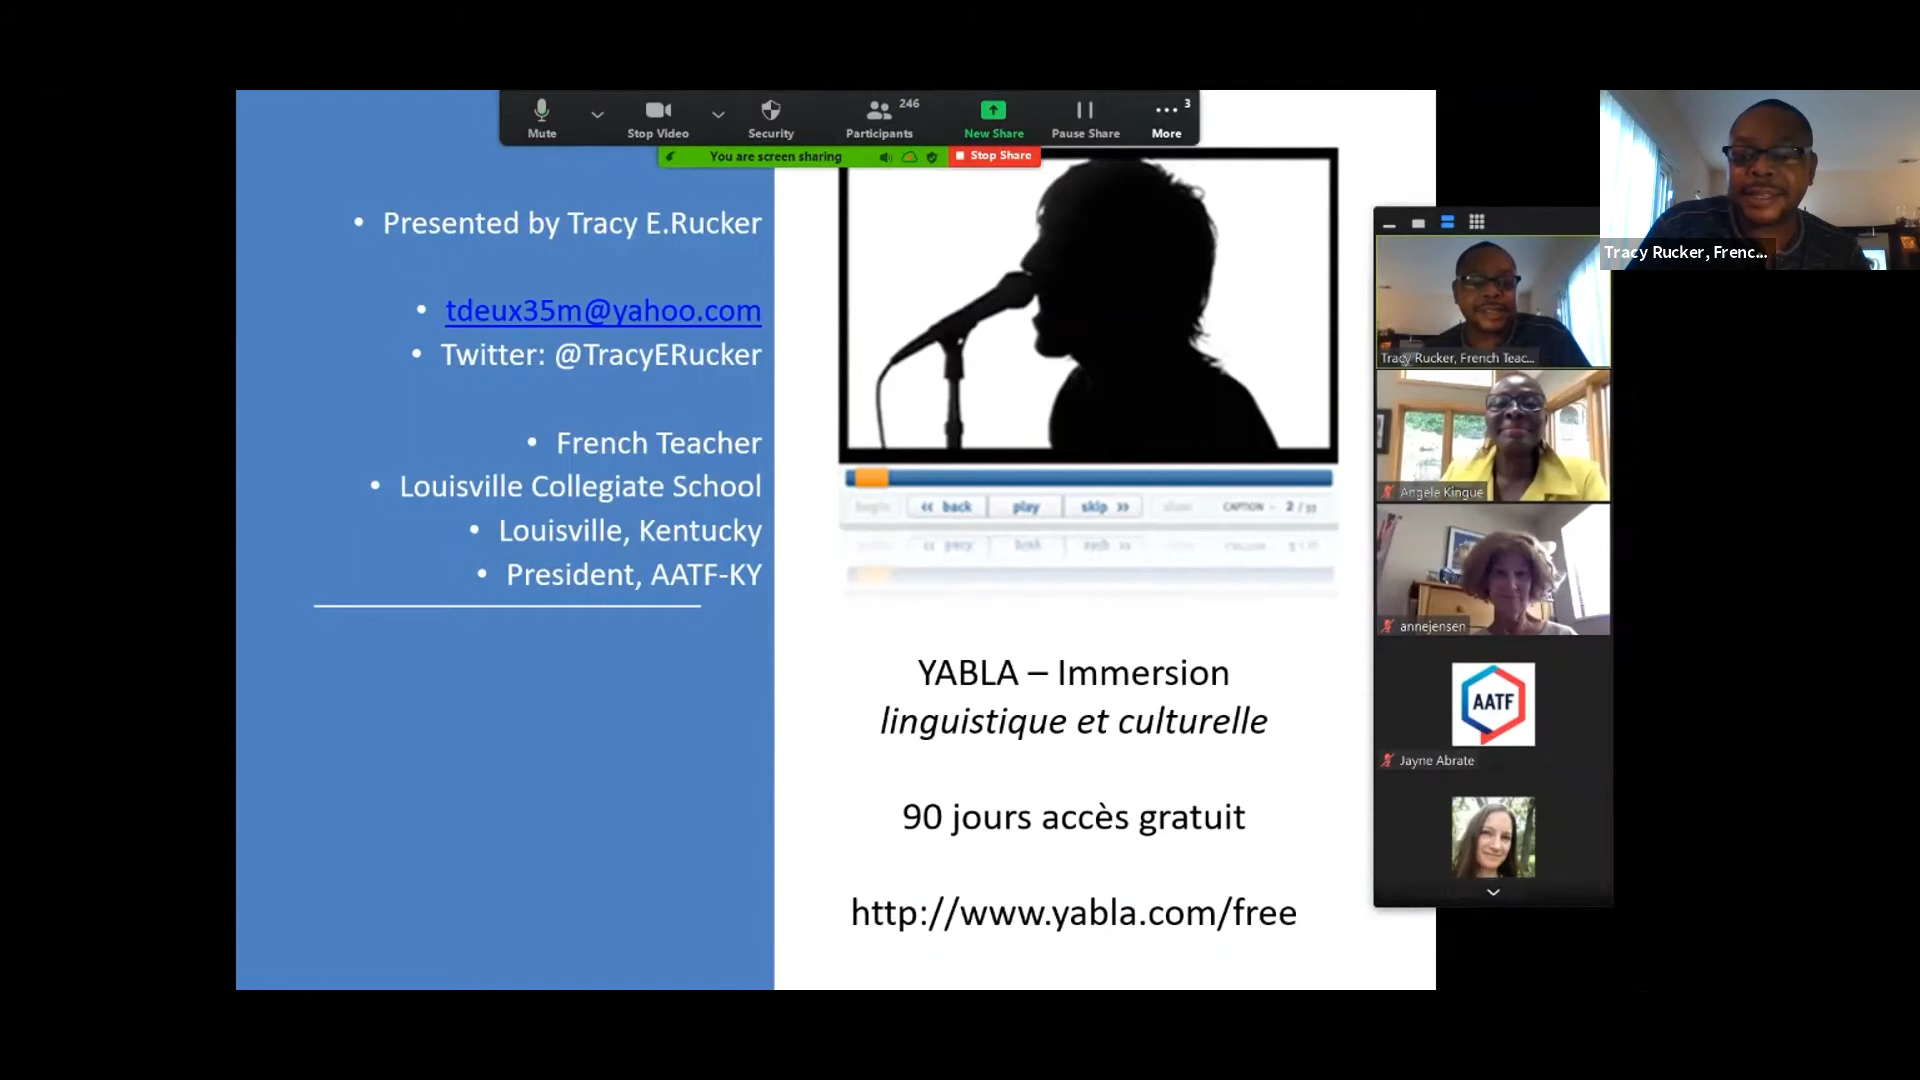 246
3
Mute
Stop Video
Security
Participants
New Share
Pause Share
More
You are screen sharing
Stop Share
• Presented by Tracy E.Rucker
• tdeux35m@yahoo.com
• Twitter: @TracyERucker
• French Teacher
• Louisville Collegiate School
• Louisville, Kentucky
• President, AATF-KY
<< back
play
skip >>
CAPTION
2 /
YABLA – Immersion
linguistique et culturelle
90 jours accès gratuit
http://www.yabla.com/free
Tracy Rucker, French Teac...
Angele Kingue
annejensen
AATF
Jayne Abrate
Tracy Rucker, Frenc...